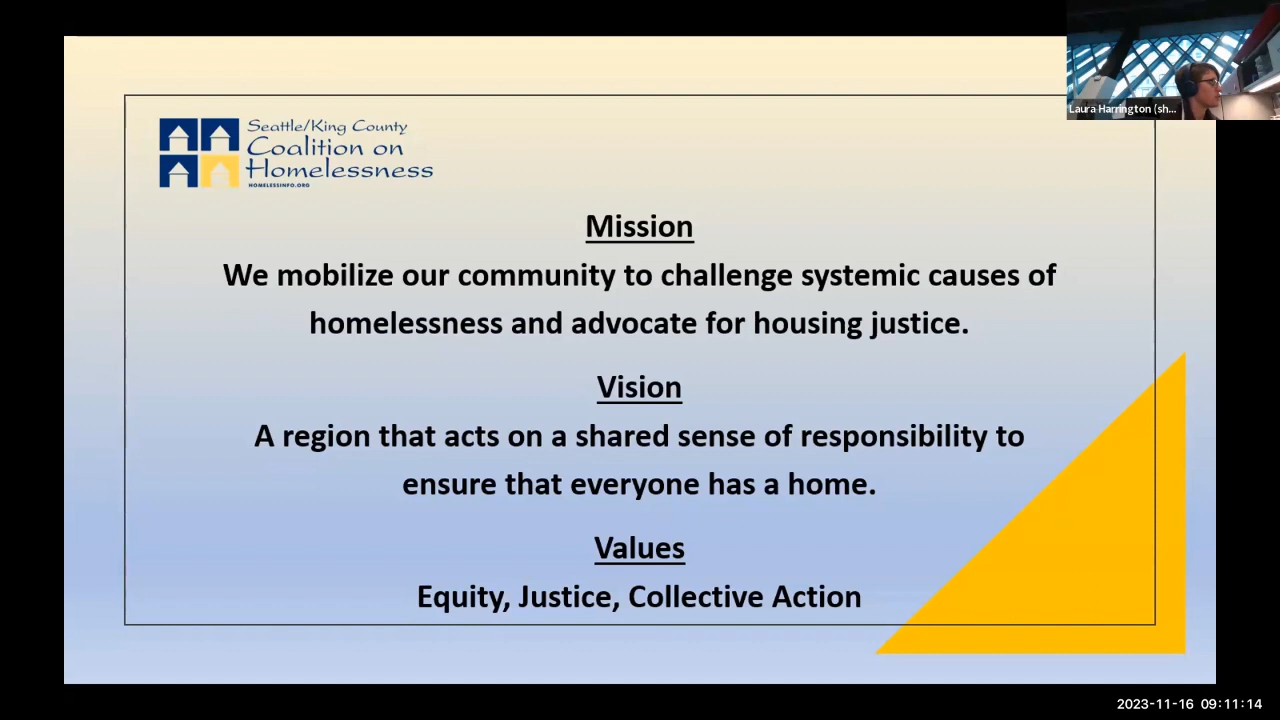 Laura Harrington (sh...
Seattle/King County
Coalition on
Homelessness
HOMELESSINFO.ORG
Mission
We mobilize our community to challenge systemic causes of
homelessness and advocate for housing justice.
Vision
A region that acts on a shared sense of responsibility to
ensure that everyone has a home.
Values
Equity, Justice, Collective Action
2023-11-16 09:11:14